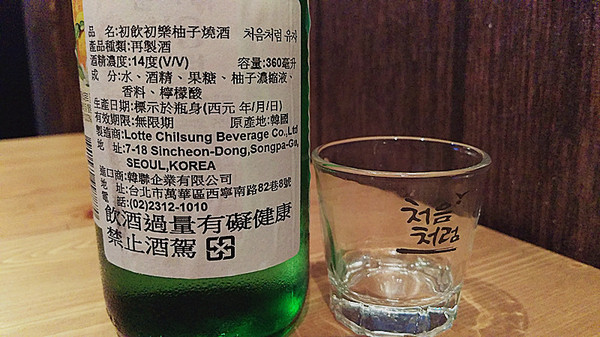 品　名:初飲初樂柚子燒酒　처음처럼 유자
產品種類:再製酒
酒精濃度:14度(V/V)　容量:360毫升
成　分:水、酒精、果糖、柚子濃縮液、
香料、檸檬酸
生產日期:標示於瓶身(西元 年/月/日)
有效期限:無限期　原產地:韓國
製造商:Lotte Chilsung Beverage Co.,Ltd
地　址:7-18 Sincheon-Dong,Songpa-Gu,
SEOUL,KOREA
進口商:韓聯企業有限公司
地　址:台北市萬華區西寧南路82巷8號
電　話:(02)2312-1010
飲酒過量有礙健康
禁止酒駕
처음
처럼